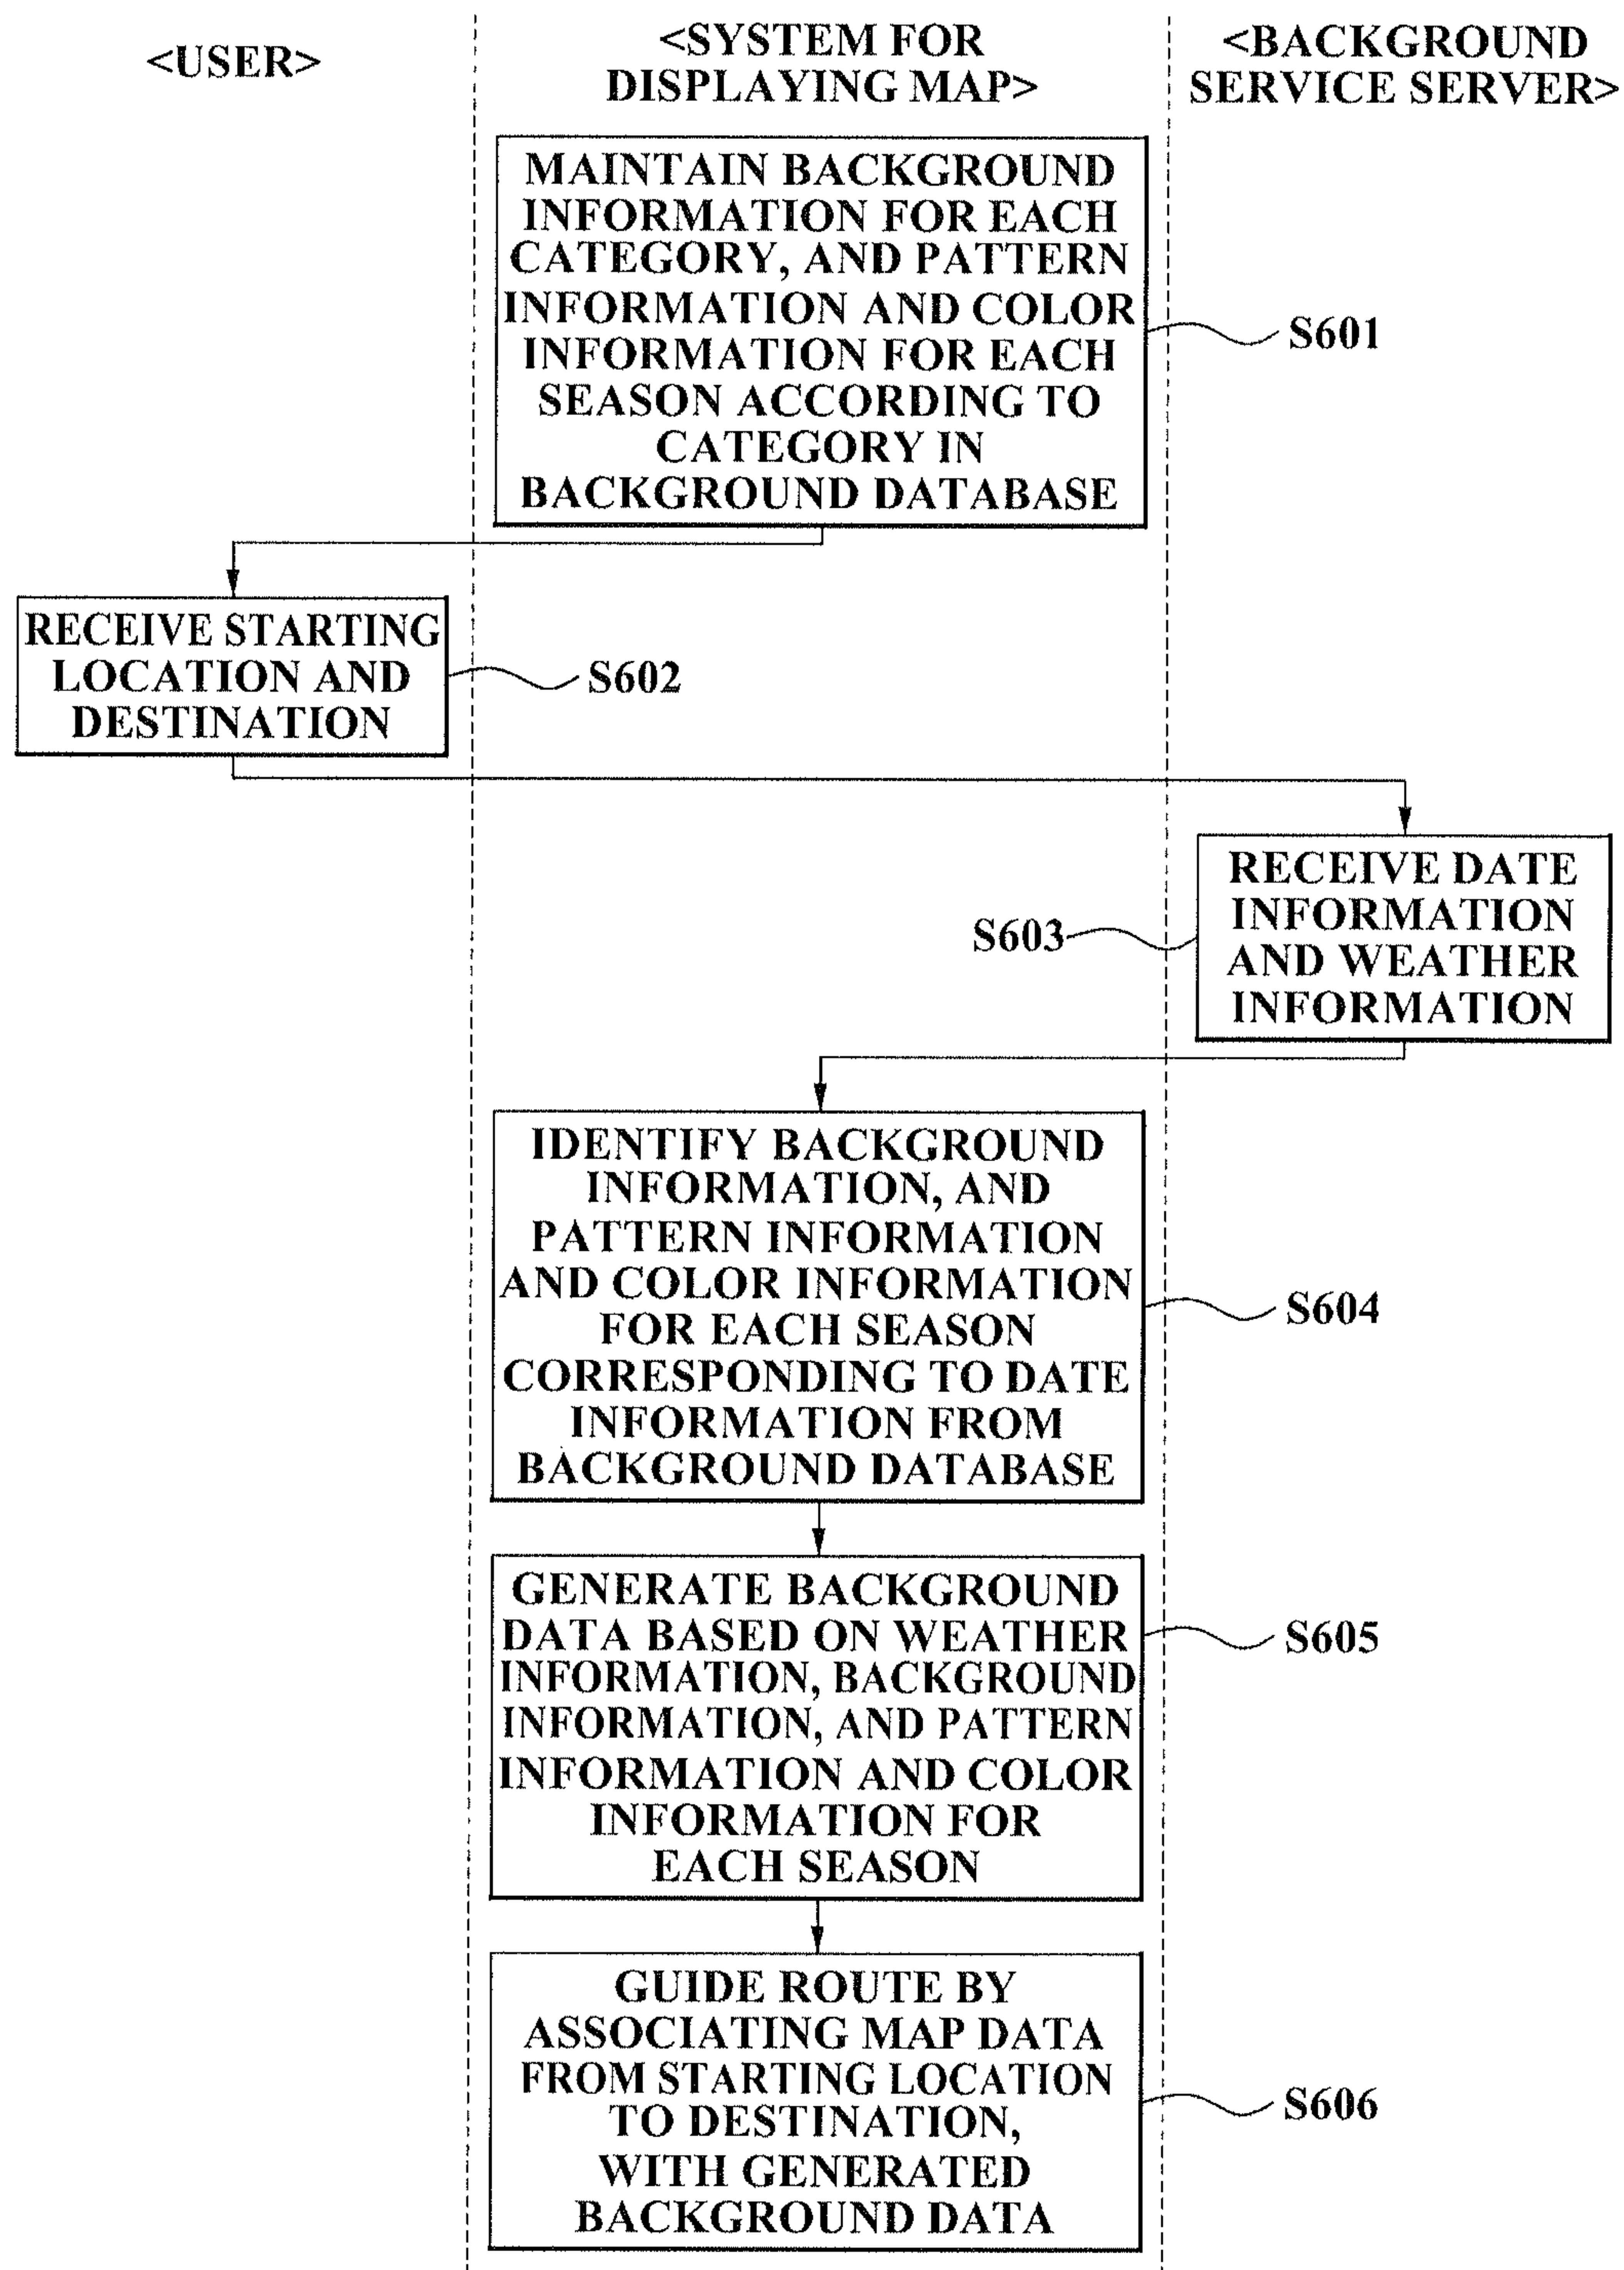 <USER>
<SYSTEM FOR
DISPLAYING MAP>
<BACKGROUND
SERVICE SERVER>
MAINTAIN BACKGROUND
INFORMATION FOR EACH
CATEGORY, AND PATTERN
INFORMATION AND COLOR
INFORMATION FOR EACH
SEASON ACCORDING TO
CATEGORY IN
BACKGROUND DATABASE
S601
RECEIVE STARTING
LOCATION AND
DESTINATION
S602
RECEIVE DATE
INFORMATION
AND WEATHER
INFORMATION
S603
IDENTIFY BACKGROUND
INFORMATION, AND
PATTERN INFORMATION
AND COLOR INFORMATION
FOR EACH SEASON
CORRESPONDING TO DATE
INFORMATION FROM
BACKGROUND DATABASE
S604
GENERATE BACKGROUND
DATA BASED ON WEATHER
INFORMATION, BACKGROUND
INFORMATION, AND PATTERN
INFORMATION AND COLOR
INFORMATION FOR
EACH SEASON
S605
GUIDE ROUTE BY
ASSOCIATING MAP DATA
FROM STARTING LOCATION
TO DESTINATION,
WITH GENERATED
BACKGROUND DATA
S606